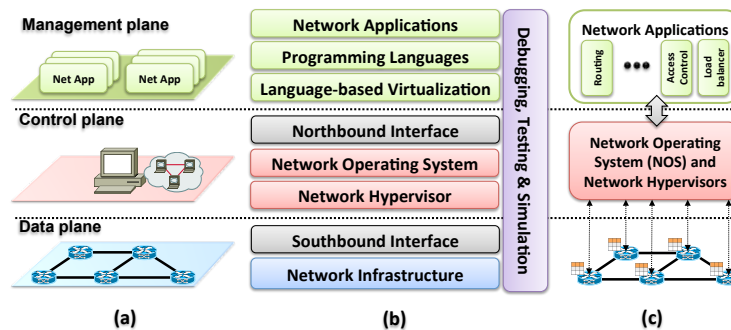 Management plane
Net App
Net App
Control plane
Data plane
(a)
Network Applications
Programming Languages
Language-based Virtualization
Northbound Interface
Network Operating System
Network Hypervisor
Southbound Interface
Network Infrastructure
Debugging, Testing & Simulation
(b)
Network Applications
Routing
Access
Control
Load
balancer
Network Operating
System (NOS) and
Network Hypervisors
(c)